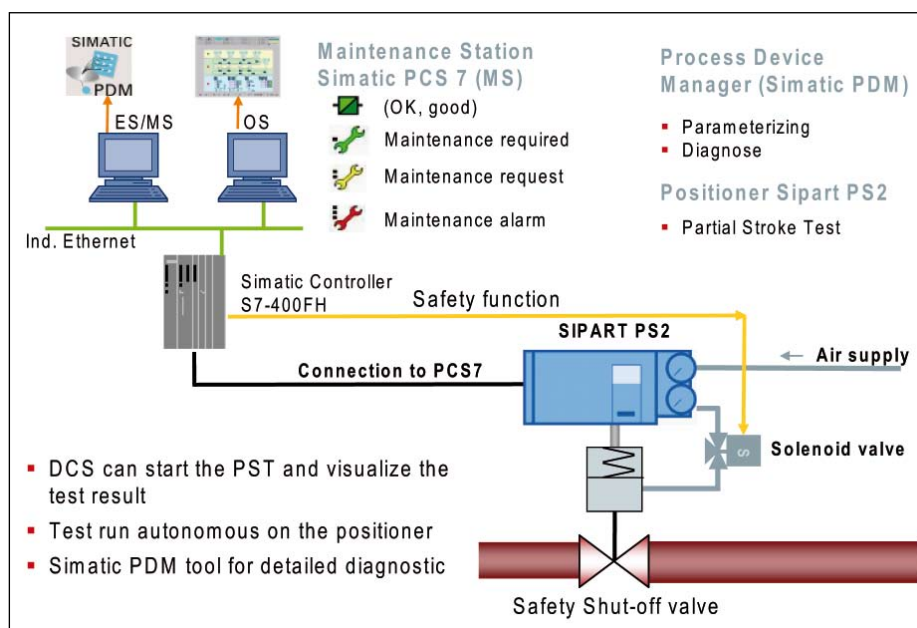 SIMATIC
PDM
ES/MS
OS
Ind. Ethernet
Maintenance Station
Simatic PCS 7 (MS)
(OK, good)
Maintenance required
Maintenance request
Maintenance alarm
Process Device
Manager (Simatic PDM)
▪ Parameterizing
▪ Diagnose
Positioner Sipart PS2
▪ Partial Stroke Test
Simatic Controller
S7-400FH
Safety function
SIPART PS2
← Air supply
Connection to PCS7
S
Solenoid valve
▪ DCS can start the PST and visualize the
test result
▪ Test run autonomous on the positioner
▪ Simatic PDM tool for detailed diagnostic
Safety Shut-off valve